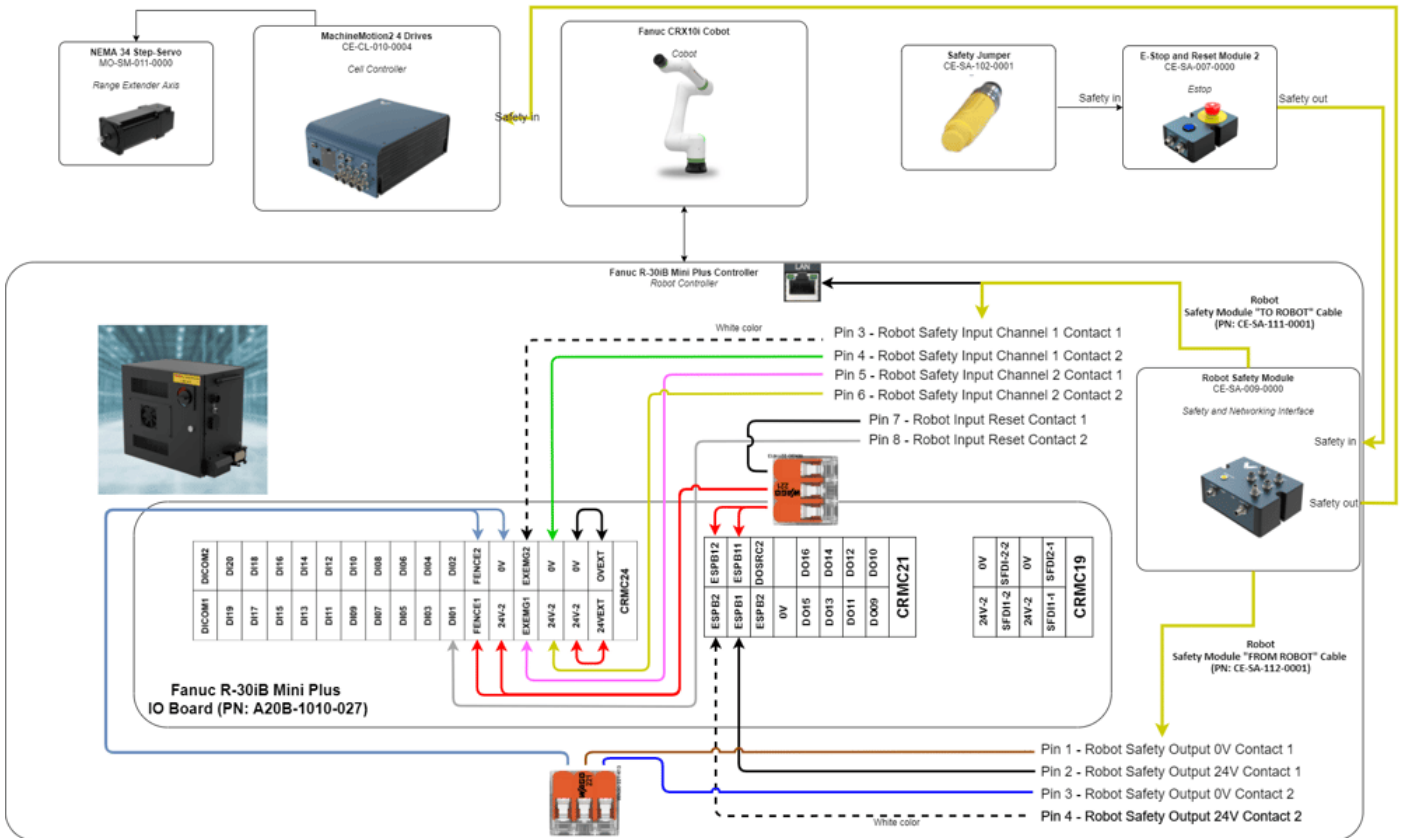 NEMA 34 Step-Servo
MO-SM-011-0000
Range Extender Axis
MachineMotion2 4 Drives
CE-CL-010-0004
Cell Controller
Safety in
Fanuc CRX10i Cobot
Cobot
Safety Jumper
CE-SA-102-0001
Safety in
E-Stop and Reset Module 2
CE-SA-007-0000
Estop
Safety out
Fanuc R-30iB Mini Plus Controller
Robot Controller
LAN
Robot
Safety Module "TO ROBOT" Cable
(PN: CE-SA-111-0001)
White color
Pin 3 - Robot Safety Input Channel 1 Contact 1
Pin 4 - Robot Safety Input Channel 1 Contact 2
Pin 5 - Robot Safety Input Channel 2 Contact 1
Pin 6 - Robot Safety Input Channel 2 Contact 2
Pin 7 - Robot Input Reset Contact 1
Pin 8 - Robot Input Reset Contact 2
Robot Safety Module
CE-SA-009-0000
Safety and Networking Interface
Safety in
Safety out
WAGO
221
DICOM2
DI20
DI18
DI16
DI14
DI12
DI10
DI08
DI06
DI04
DI02
FENCE2
0V
EXEMG2
0V
0V
OVEXT
DICOM1
DI19
DI17
DI15
DI13
DI11
DI09
DI07
DI05
DI03
DI01
FENCE1
24V-2
EXEMG1
24V-2
24V-2
24VEXT
CRMC24
ESPB12
ESPB11
DOSRC2
DO16
DO14
DO12
DO10
ESPB2
ESPB1
ESPB2
0V
DO15
DO13
DO11
DO09
CRMC21
0V
SFDI2-2
0V
SFDI2-1
24V-2
SFDI1-2
24V-2
SFDI1-1
CRMC19
Fanuc R-30iB Mini Plus
IO Board (PN: A20B-1010-027)
Robot
Safety Module "FROM ROBOT" Cable
(PN: CE-SA-112-0001)
WAGO
221
Pin 1 - Robot Safety Output 0V Contact 1
Pin 2 - Robot Safety Output 24V Contact 1
Pin 3 - Robot Safety Output 0V Contact 2
Pin 4 - Robot Safety Output 24V Contact 2
White color